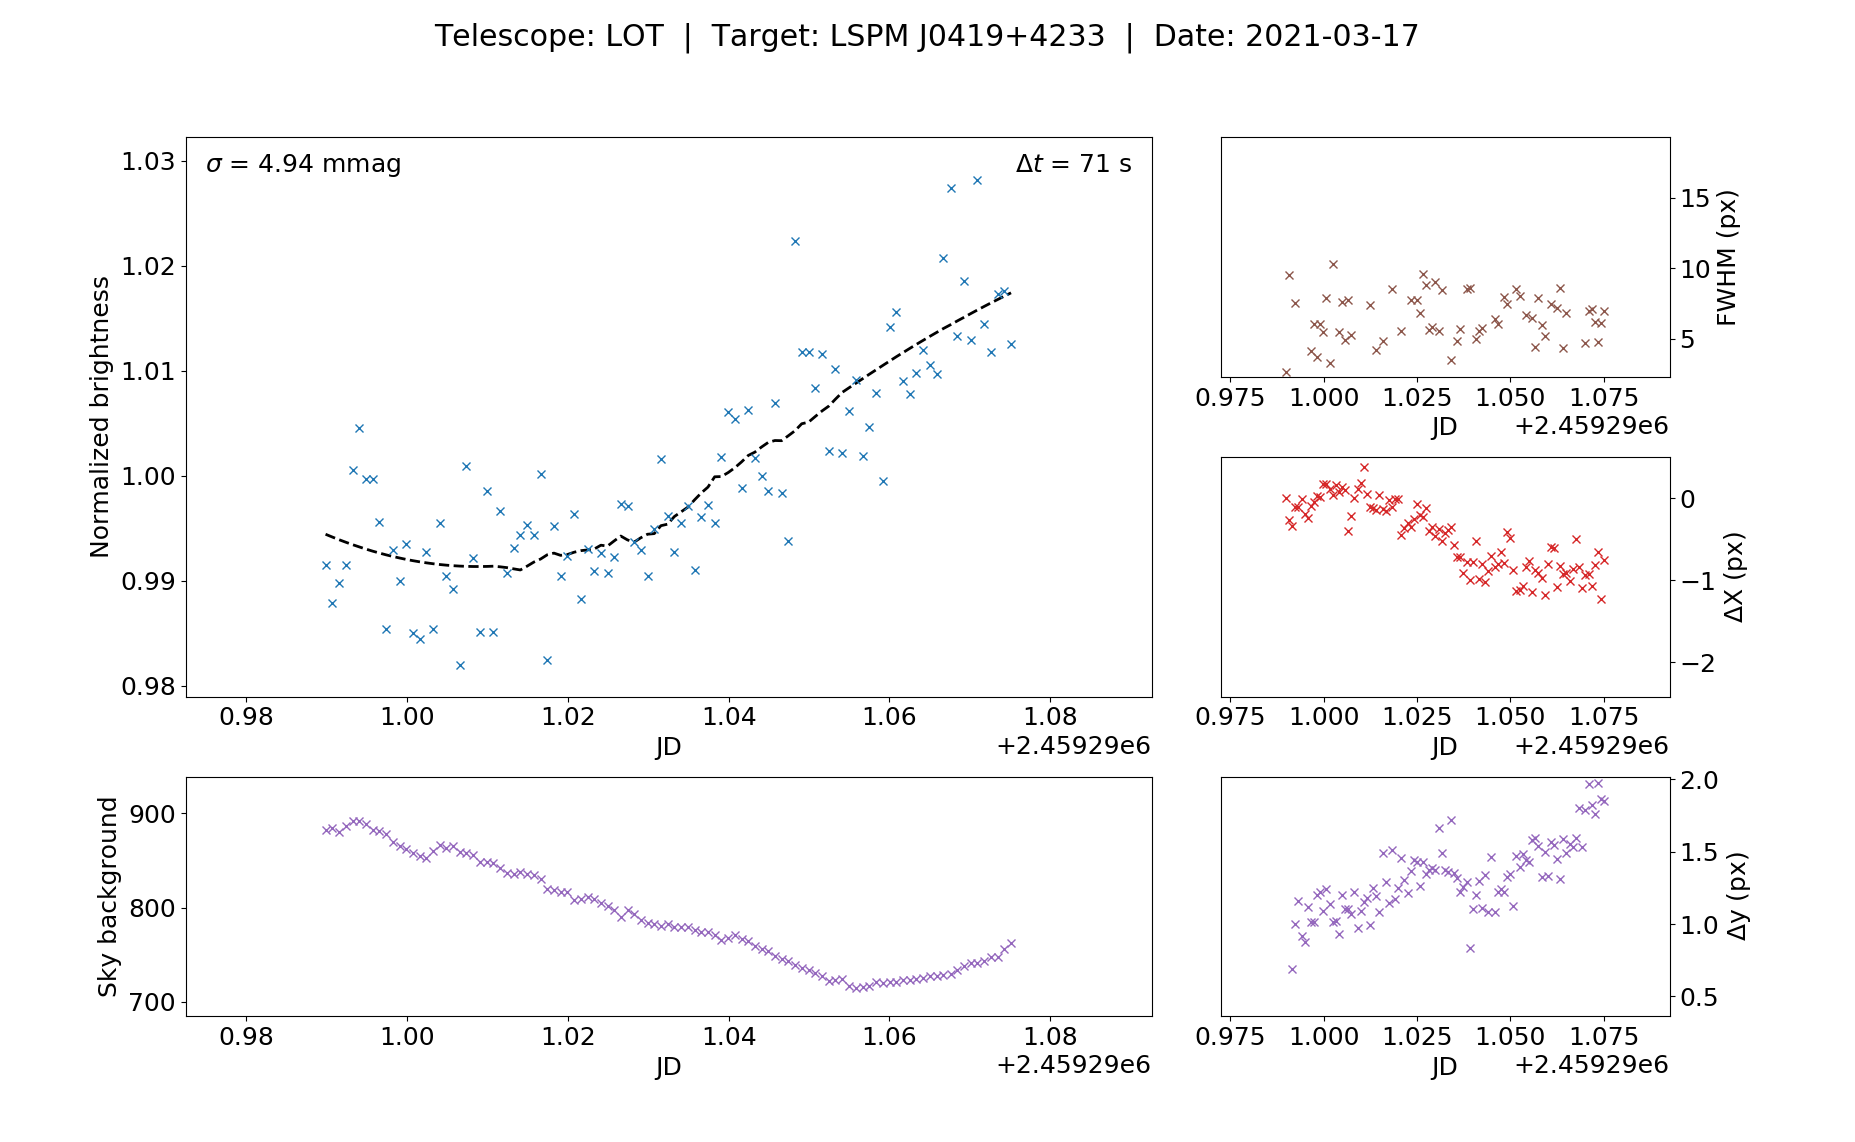 Telescope: LOT | Target: LSPM J0419+4233 | Date: 2021-03-17
σ = 4.94 mmag
Δt = 71 s
Normalized brightness
1.03
1.02
1.01
1.00
0.99
0.98
0.98 1.00 1.02 1.04 1.06 1.08
JD
+2.45929e6
FWHM (px)
15
10
5
0.975 1.000 1.025 1.050 1.075
JD
+2.45929e6
ΔX (px)
0
−1
−2
0.975 1.000 1.025 1.050 1.075
JD
+2.45929e6
Sky background
900
800
700
0.98 1.00 1.02 1.04 1.06 1.08
JD
+2.45929e6
Δy (px)
2.0
1.5
1.0
0.5
0.975 1.000 1.025 1.050 1.075
JD
+2.45929e6